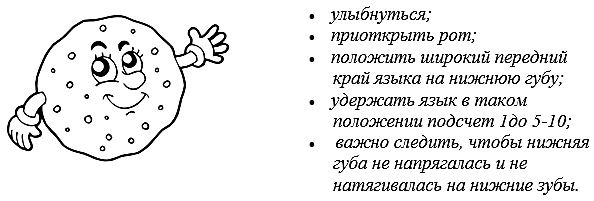 • улыбнуться;
• приоткрыть рот;
• положить широкий передний
край языка на нижнюю губу;
• удержать язык в таком
положении подсчет 1до 5-10;
• важно следить, чтобы нижняя
губа не напрягалась и не
натягивалась на нижние зубы.